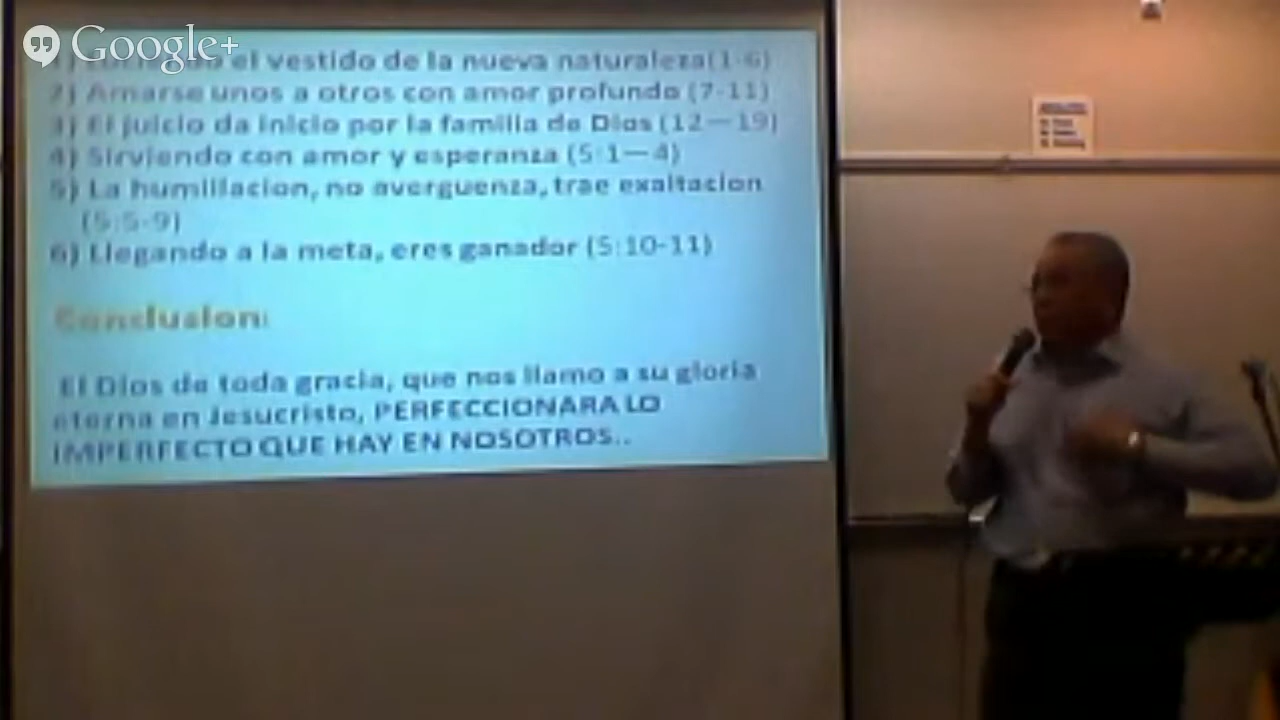 Google+
el vestido de la nueva naturaleza(1-6)
2) Amarse unos a otros con amor profundo (7-11)
3) El juicio da inicio por la familia de Dios (12—19)
4) Sirviendo con amor y esperanza (5:1—4)
5) La humillacion, no averguenza, trae exaltacion
(5:5-9)
6) Llegando a la meta, eres ganador (5:10-11)
Conclusion:
El Dios de toda gracia, que nos llamo a su gloria
eterna en Jesucristo, PERFECCIONARA LO
IMPERFECTO QUE HAY EN NOSOTROS..